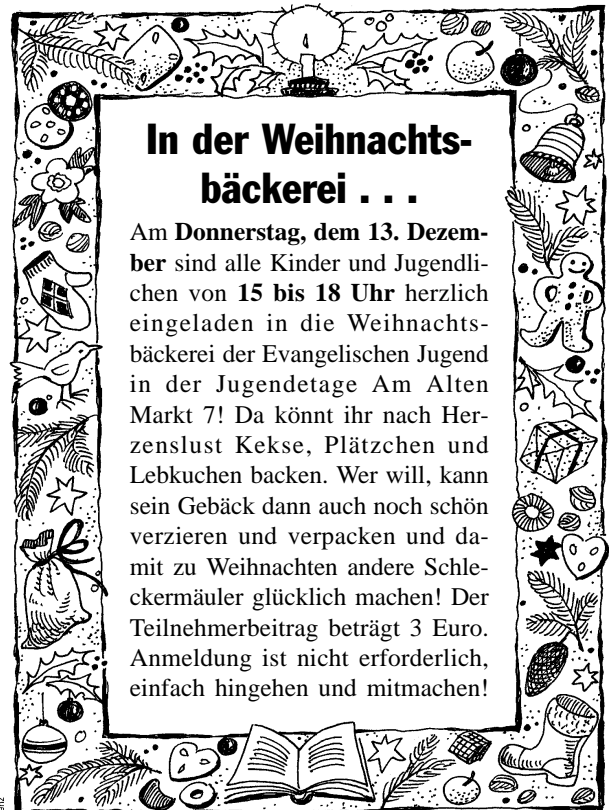 In der Weihnachts-
bäckerei . . .
Am Donnerstag, dem 13. Dezem-
ber sind alle Kinder und Jugendli-
chen von 15 bis 18 Uhr herzlich
eingeladen in die Weihnachts-
bäckerei der Evangelischen Jugend
in der Jugendetage Am Alten
Markt 7! Da könnt ihr nach Her-
zenslust Kekse, Plätzchen und
Lebkuchen backen. Wer will, kann
sein Gebäck dann auch noch schön
verzieren und verpacken und da-
mit zu Weihnachten andere Schle-
ckermäuler glücklich machen! Der
Teilnehmerbeitrag beträgt 3 Euro.
Anmeldung ist nicht erforderlich,
einfach hingehen und mitmachen!